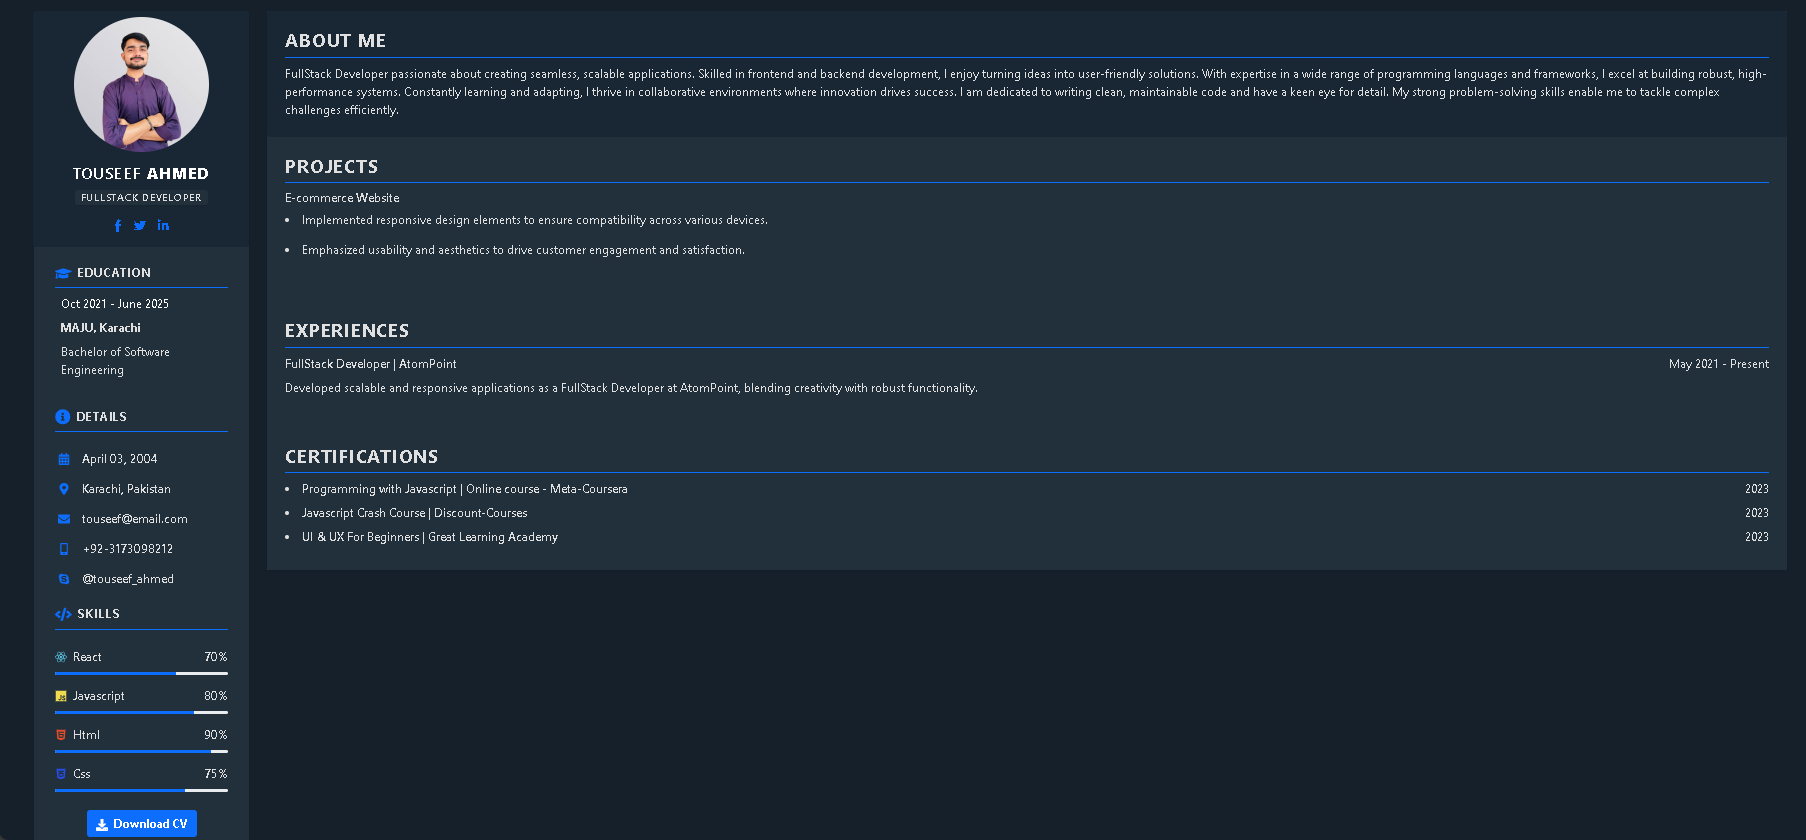 TOUSEEF AHMED
FULLSTACK DEVELOPER
EDUCATION
Oct 2021 - June 2025
MAJU, Karachi
Bachelor of Software
Engineering
DETAILS
April 03, 2004
Karachi, Pakistan
touseef@email.com
+92-3173098212
@touseef_ahmed
SKILLS
React 70%
Javascript 80%
Html 90%
Css 75%
Download CV
ABOUT ME
FullStack Developer passionate about creating seamless, scalable applications. Skilled in frontend and backend development, I enjoy turning ideas into user-friendly solutions. With expertise in a wide range of programming languages and frameworks, I excel at building robust, high-
performance systems. Constantly learning and adapting, I thrive in collaborative environments where innovation drives success. I am dedicated to writing clean, maintainable code and have a keen eye for detail. My strong problem-solving skills enable me to tackle complex
challenges efficiently.
PROJECTS
E-commerce Website
• Implemented responsive design elements to ensure compatibility across various devices.
• Emphasized usability and aesthetics to drive customer engagement and satisfaction.
EXPERIENCES
FullStack Developer | AtomPoint May 2021 - Present
Developed scalable and responsive applications as a FullStack Developer at AtomPoint, blending creativity with robust functionality.
CERTIFICATIONS
• Programming with Javascript | Online course - Meta-Coursera 2023
• Javascript Crash Course | Discount-Courses 2023
• UI & UX For Beginners | Great Learning Academy 2023